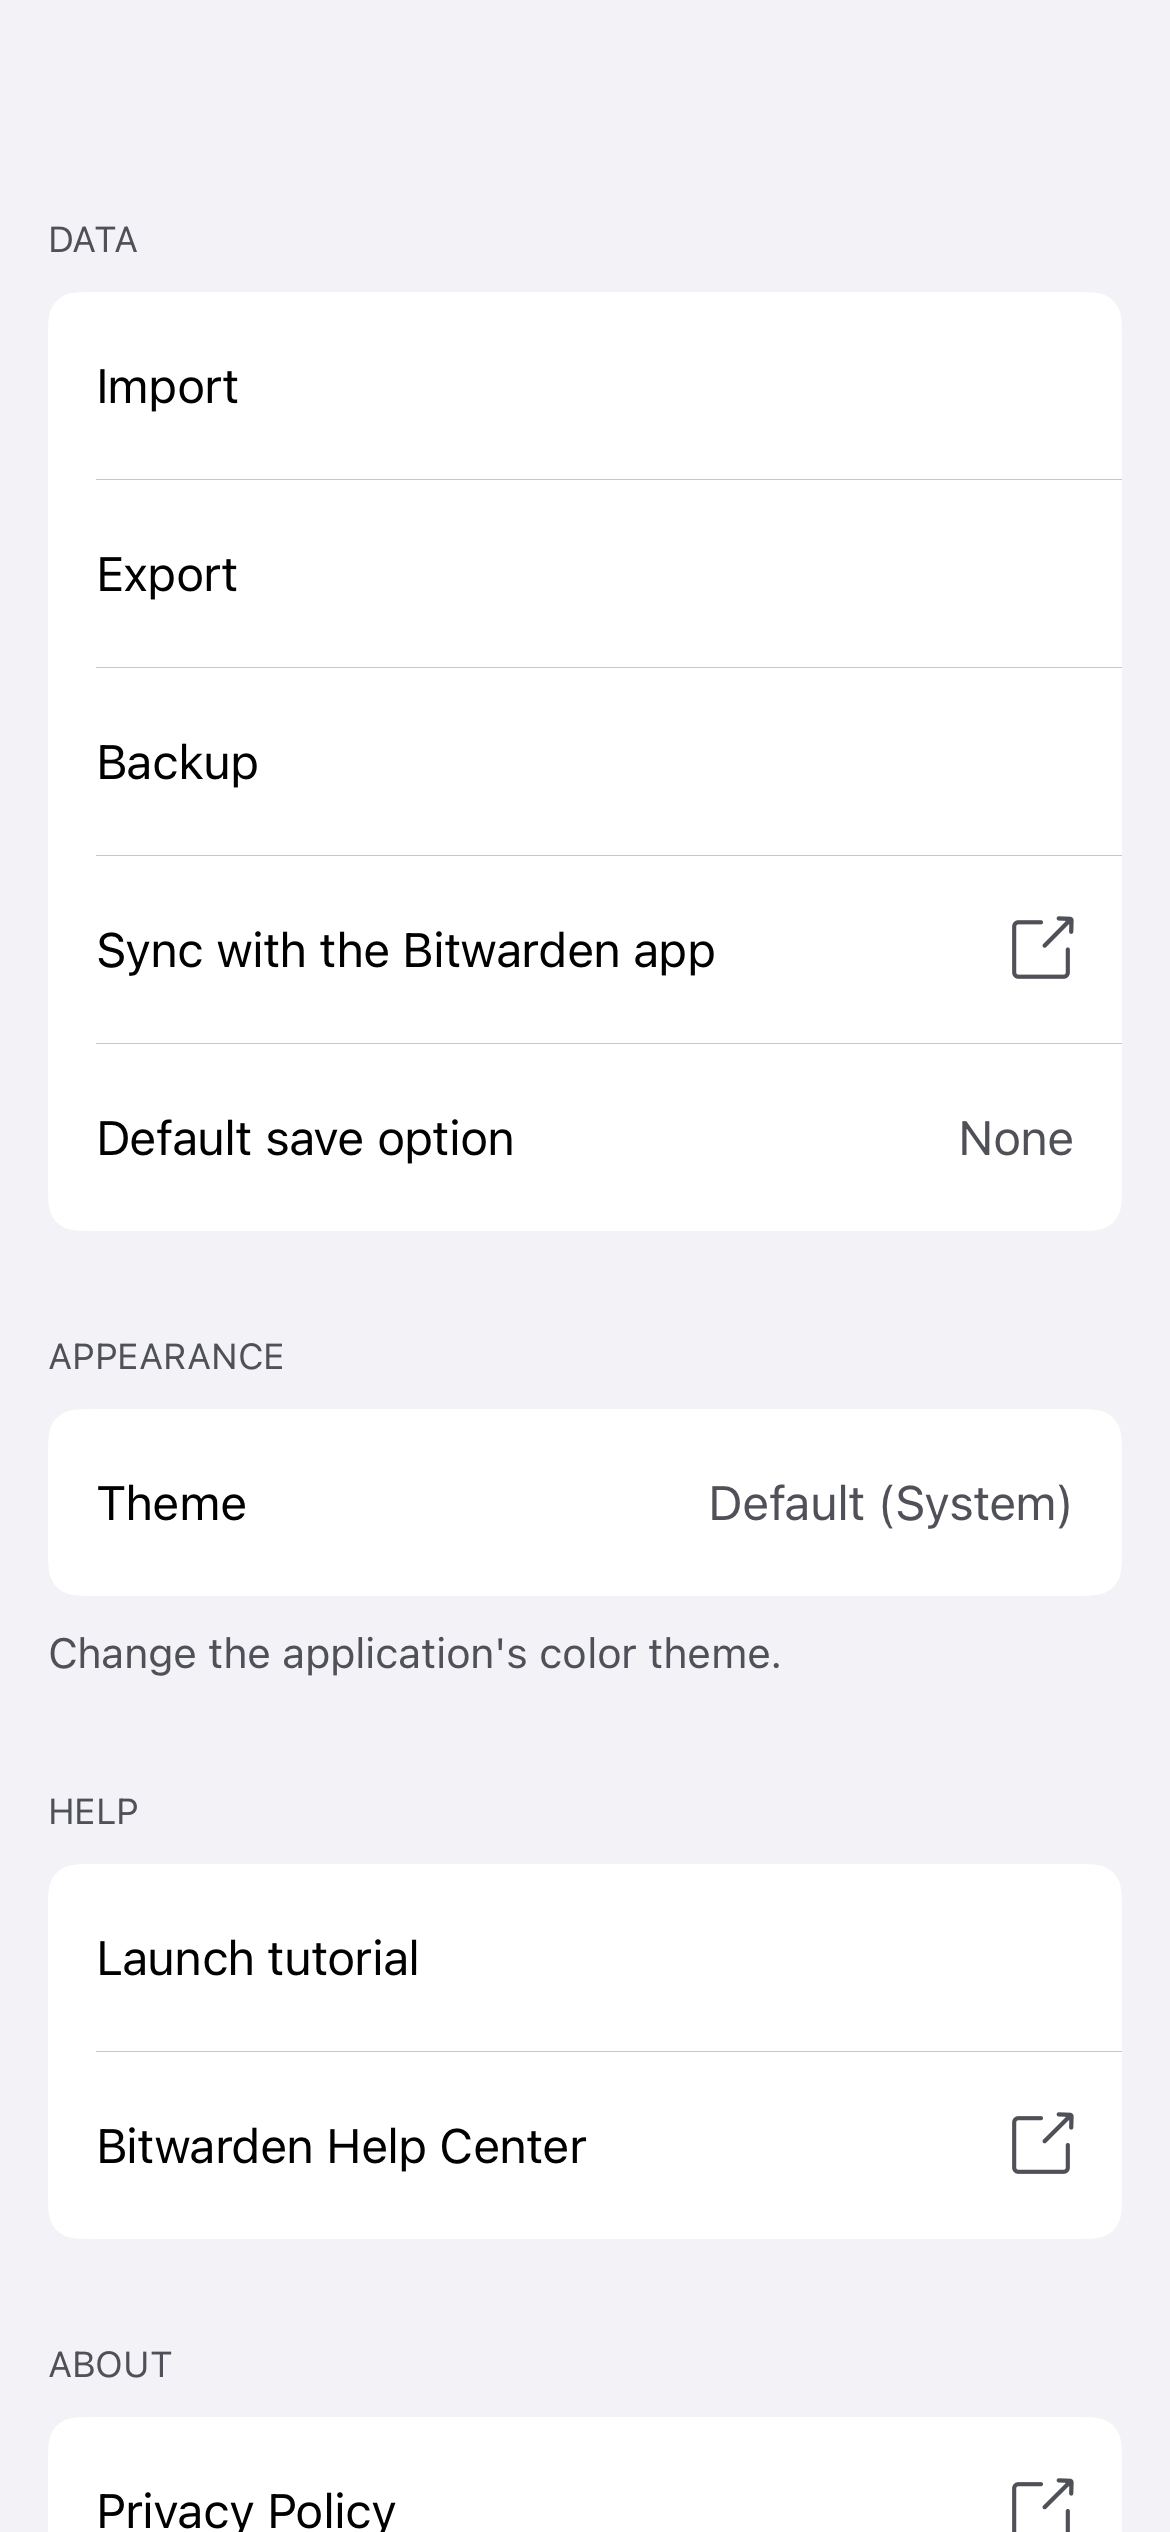 DATA
Import
Export
Backup
Sync with the Bitwarden app
Default save option None
APPEARANCE
Theme Default (System)
Change the application's color theme.
HELP
Launch tutorial
Bitwarden Help Center
ABOUT
Privacy Policy